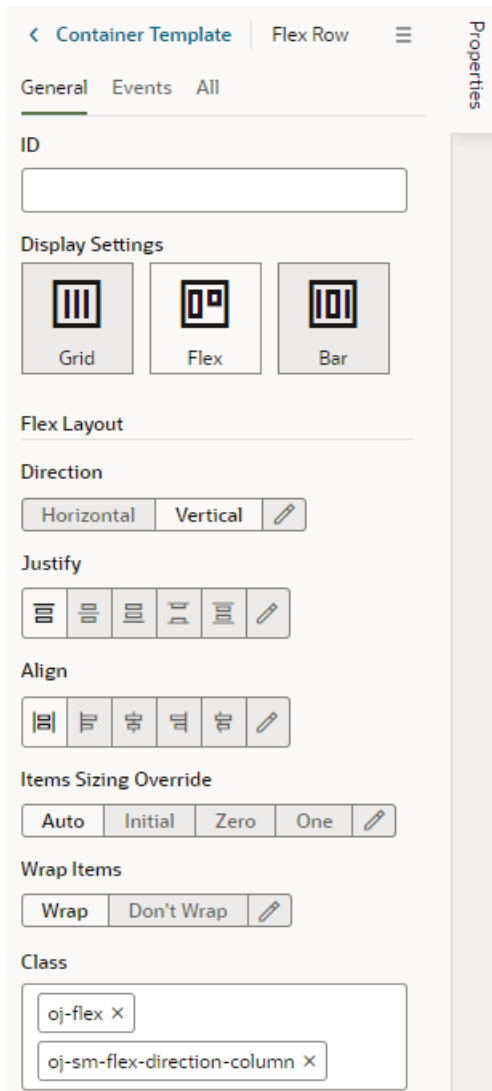 Container Template Flex Row
Properties
General Events All
ID
Display Settings
Grid Flex Bar
Flex Layout
Direction
Horizontal Vertical
Justify
Align
Items Sizing Override
Auto Initial Zero One
Wrap Items
Wrap Don't Wrap
Class
oj-flex ×
oj-sm-flex-direction-column ×